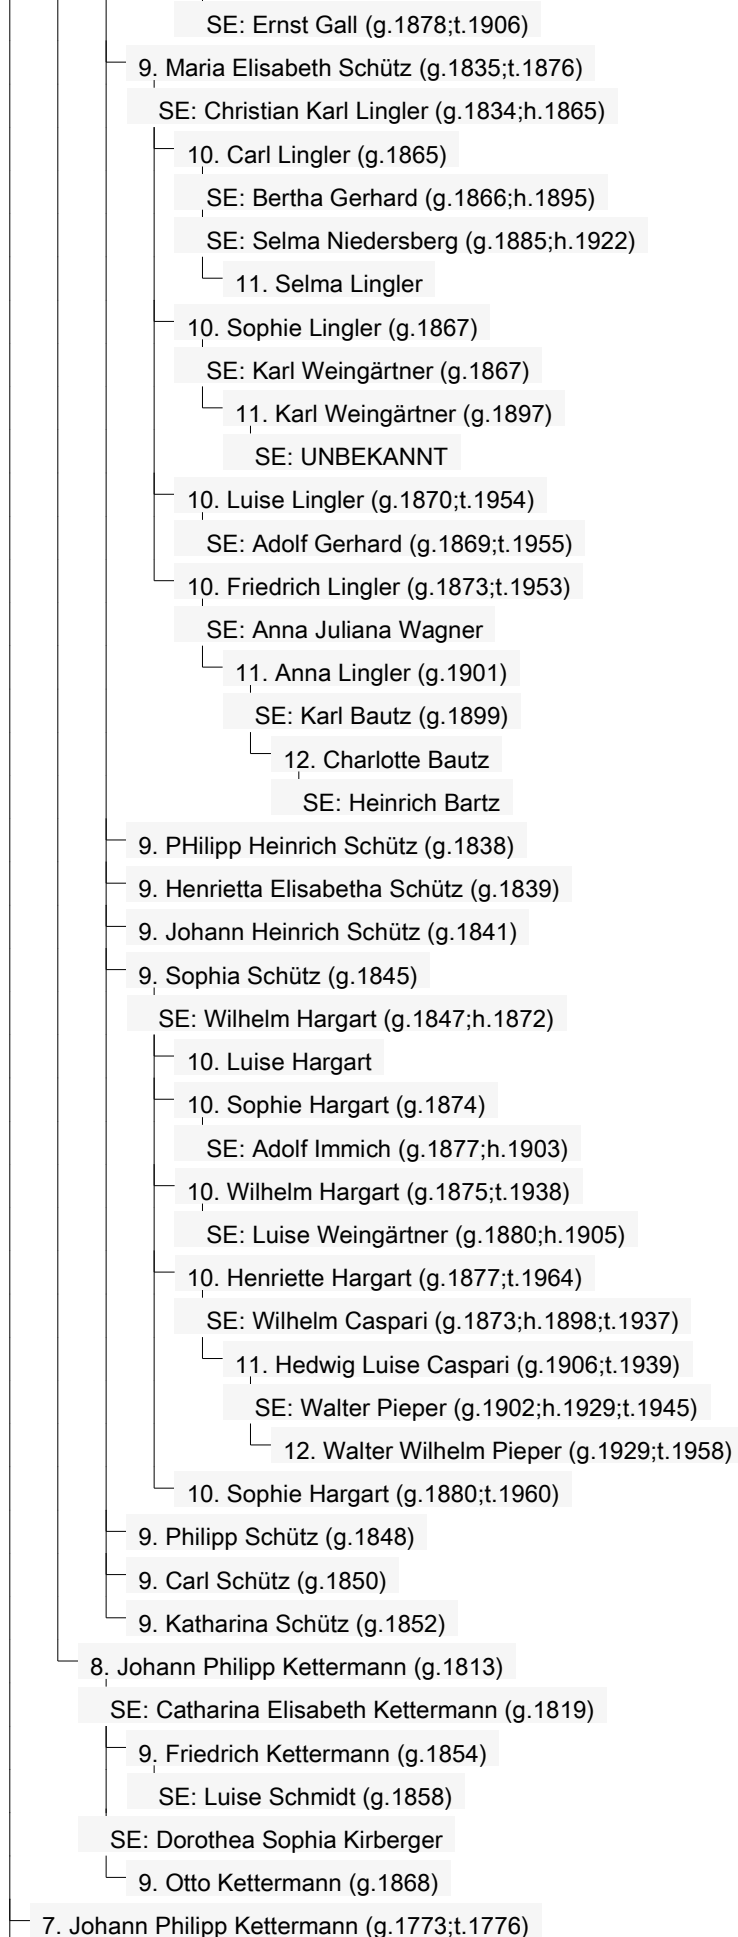 SE: Ernst Gall (g.1878;t.1906)
9. Maria Elisabeth Schütz (g.1835;t.1876)
SE: Christian Karl Lingler (g.1834;h.1865)
10. Carl Lingler (g.1865)
SE: Bertha Gerhard (g.1866;h.1895)
SE: Selma Niedersberg (g.1885;h.1922)
11. Selma Lingler
10. Sophie Lingler (g.1867)
SE: Karl Weingärtner (g.1867)
11. Karl Weingärtner (g.1897)
SE: UNBEKANNT
10. Luise Lingler (g.1870;t.1954)
SE: Adolf Gerhard (g.1869;t.1955)
10. Friedrich Lingler (g.1873;t.1953)
SE: Anna Juliana Wagner
11. Anna Lingler (g.1901)
SE: Karl Bautz (g.1899)
12. Charlotte Bautz
SE: Heinrich Bartz
9. PHilipp Heinrich Schütz (g.1838)
9. Henrietta Elisabetha Schütz (g.1839)
9. Johann Heinrich Schütz (g.1841)
9. Sophia Schütz (g.1845)
SE: Wilhelm Hargart (g.1847;h.1872)
10. Luise Hargart
10. Sophie Hargart (g.1874)
SE: Adolf Immich (g.1877;h.1903)
10. Wilhelm Hargart (g.1875;t.1938)
SE: Luise Weingärtner (g.1880;h.1905)
10. Henriette Hargart (g.1877;t.1964)
SE: Wilhelm Caspari (g.1873;h.1898;t.1937)
11. Hedwig Luise Caspari (g.1906;t.1939)
SE: Walter Pieper (g.1902;h.1929;t.1945)
12. Walter Wilhelm Pieper (g.1929;t.1958)
10. Sophie Hargart (g.1880;t.1960)
9. Philipp Schütz (g.1848)
9. Carl Schütz (g.1850)
9. Katharina Schütz (g.1852)
8. Johann Philipp Kettermann (g.1813)
SE: Catharina Elisabeth Kettermann (g.1819)
9. Friedrich Kettermann (g.1854)
SE: Luise Schmidt (g.1858)
SE: Dorothea Sophia Kirberger
9. Otto Kettermann (g.1868)
7. Johann Philipp Kettermann (g.1773;t.1776)